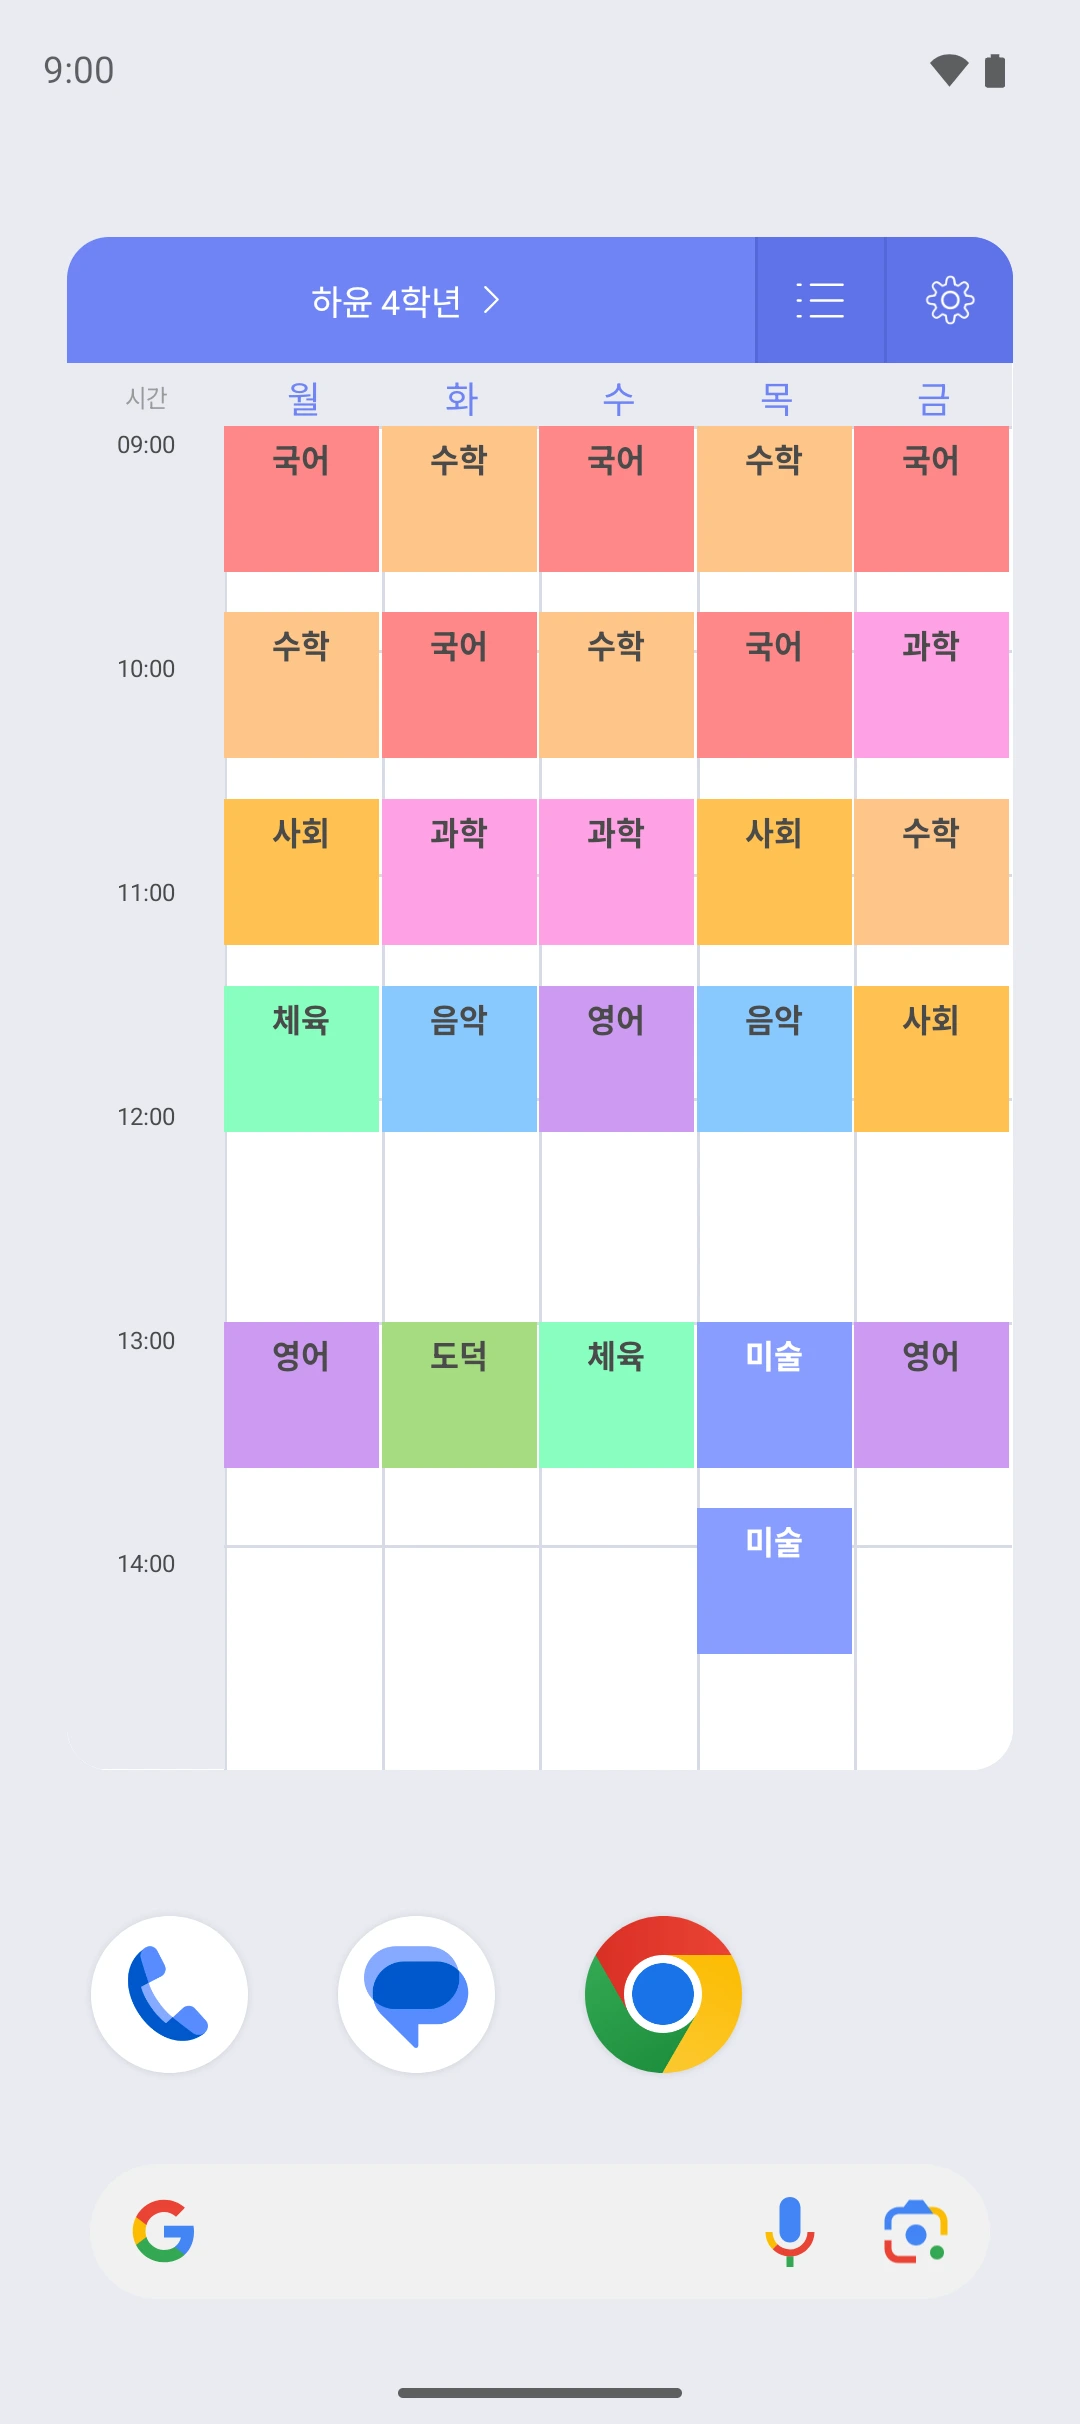 9:00
하윤 4학년
시간 월 화 수 목 금
09:00 국어 수학 국어 수학 국어
10:00 수학 국어 수학 국어 과학
11:00 사회 과학 과학 사회 수학
12:00 체육 음악 영어 음악 사회
13:00 영어 도덕 체육 미술 영어
14:00 미술